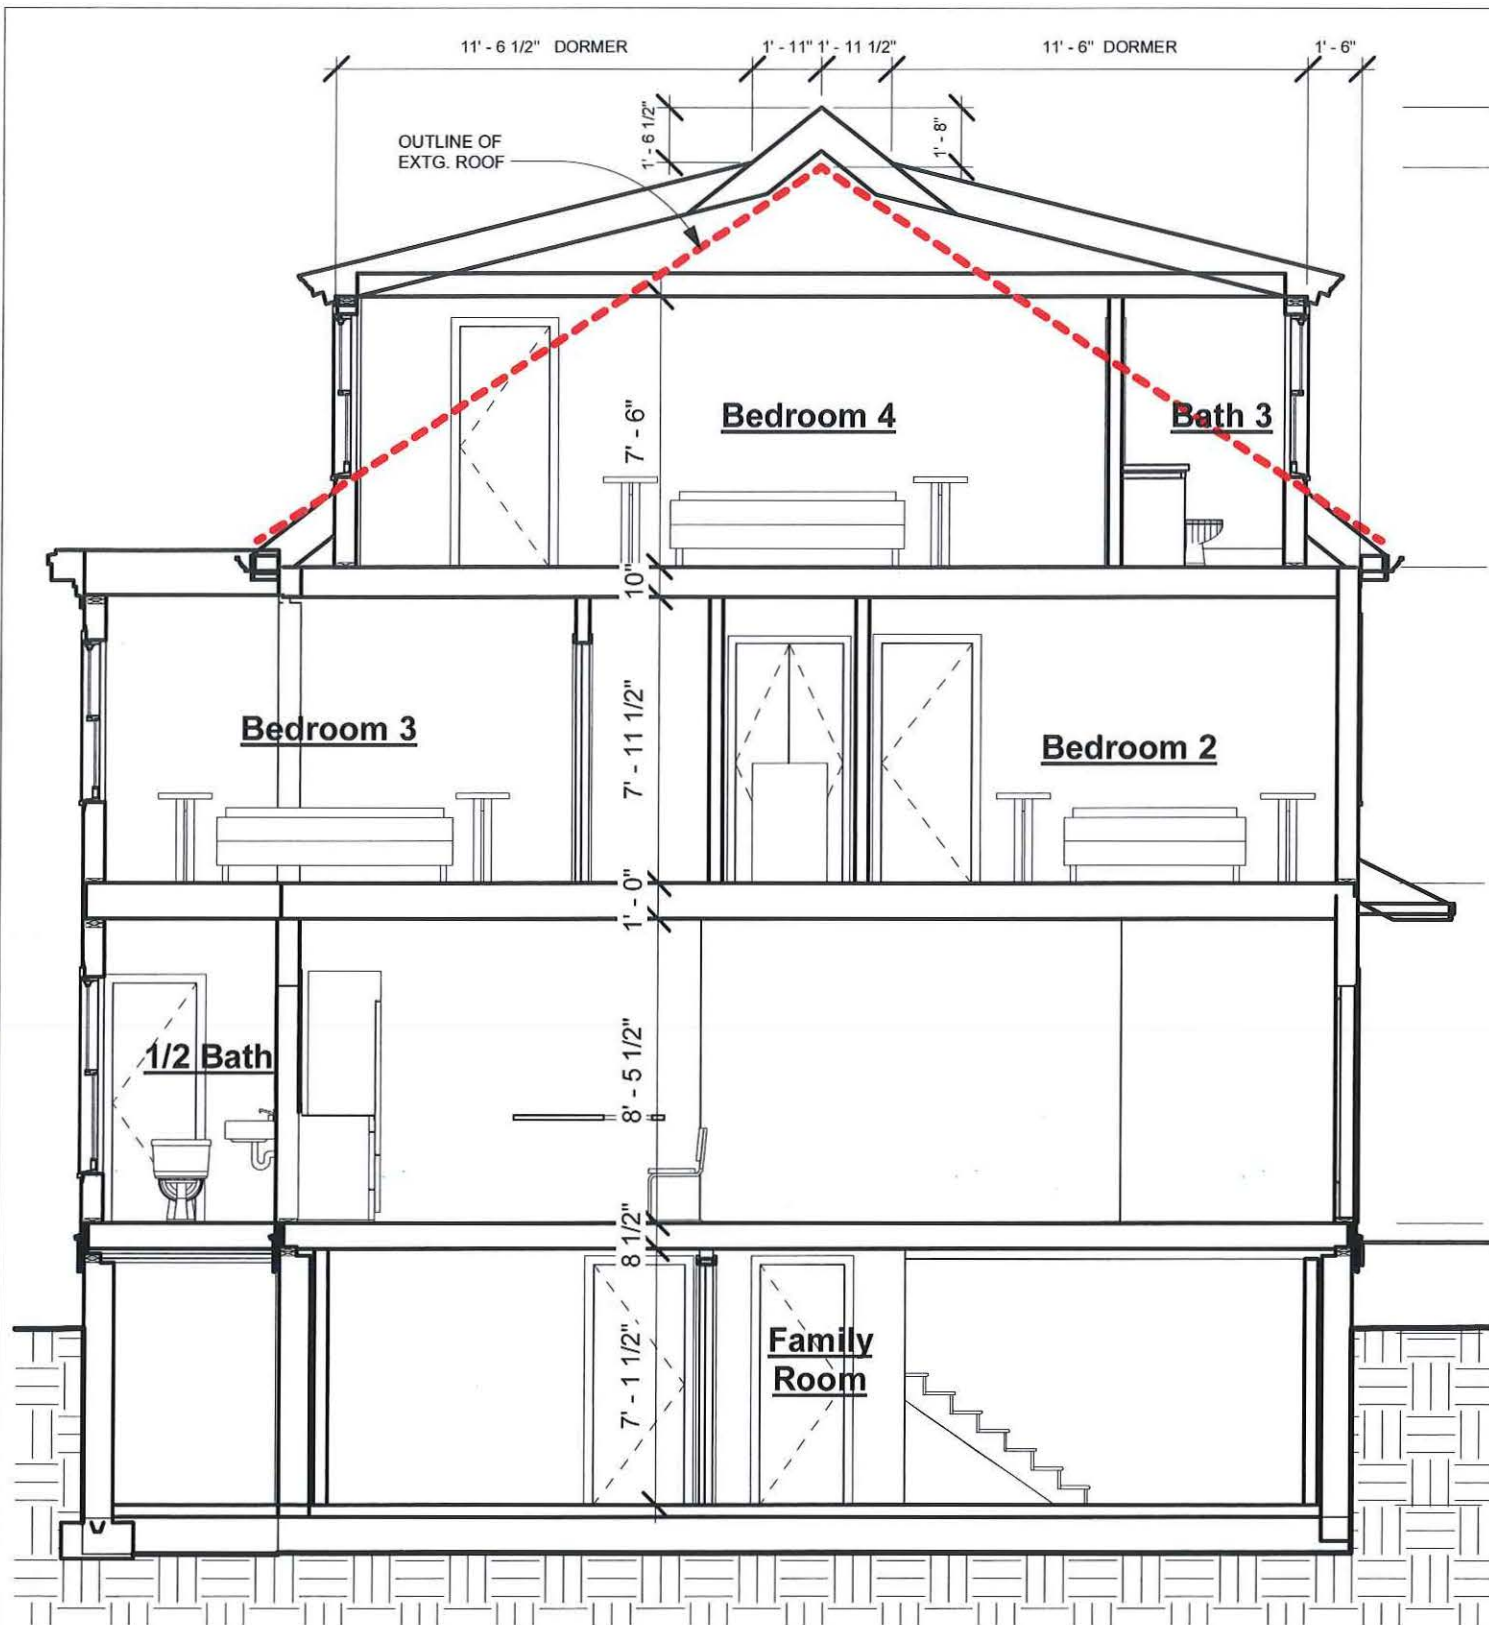 11' - 6 1/2" DORMER
1' - 11"
1' - 11 1/2"
11' - 6" DORMER
1' - 6"
1' - 6 1/2"
1' - 8"
OUTLINE OF
EXTG. ROOF
Bedroom 4
Bath 3
7' - 6"
10"
Bedroom 3
7' - 11 1/2"
Bedroom 2
1' - 0"
1/2 Bath
8' - 5 1/2"
8 1/2"
Family
Room
7' - 1 1/2"